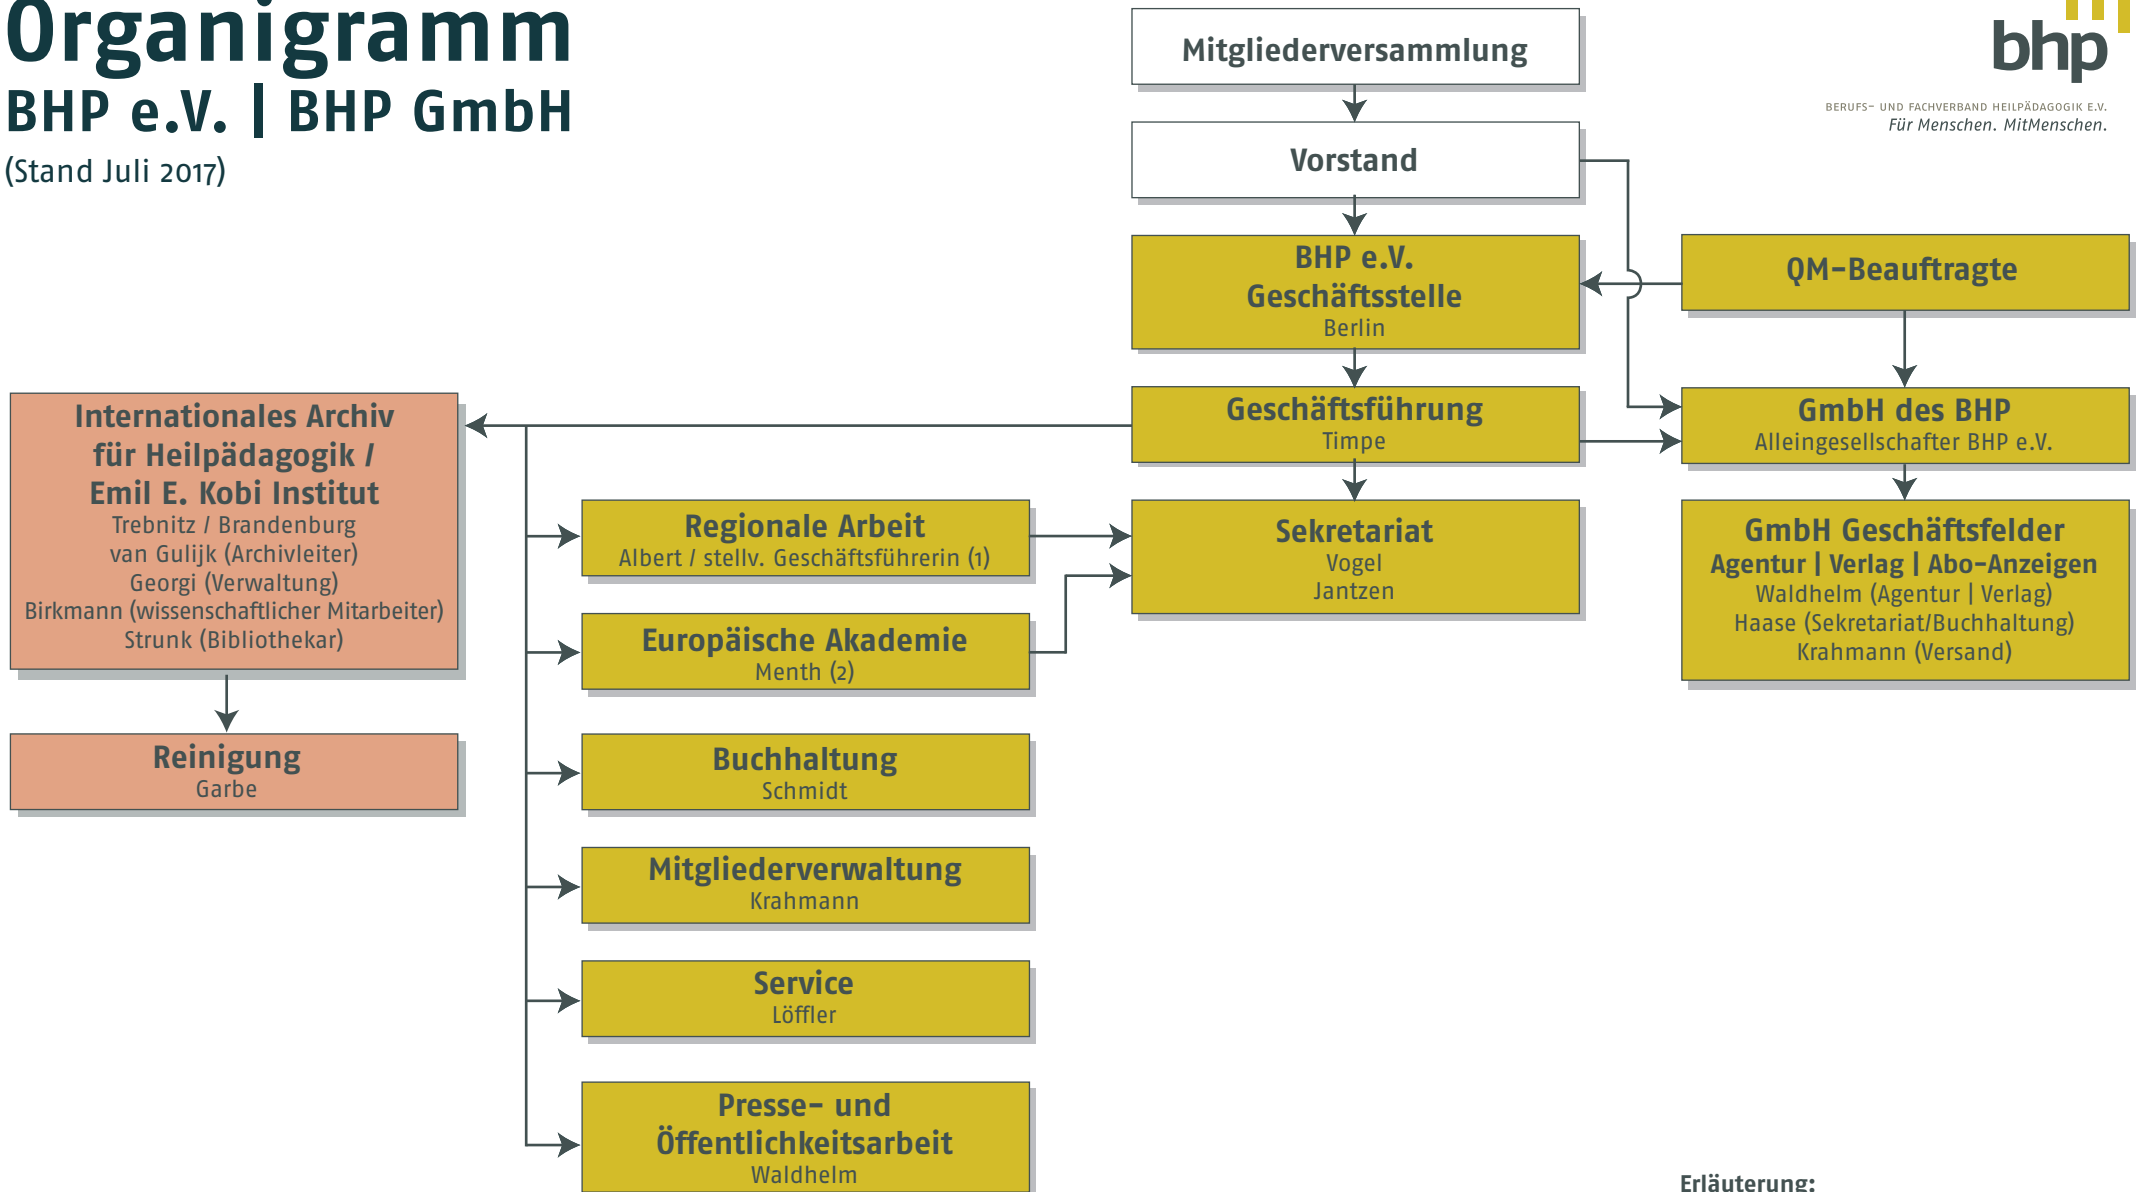 Organigramm
BHP e.V. | BHP GmbH
(Stand Juli 2017)
bhp
BERUFS- UND FACHVERBAND HEILPÄDAGOGIK E.V.
Für Menschen. MitMenschen.
Mitgliederversammlung
Vorstand
BHP e.V.
Geschäftsstelle
Berlin
QM-Beauftragte
Geschäftsführung
Timpe
GmbH des BHP
Alleingesellschafter BHP e.V.
Internationales Archiv
für Heilpädagogik /
Emil E. Kobi Institut
Trebnitz / Brandenburg
van Gulijk (Archivleiter)
Georgi (Verwaltung)
Birkmann (wissenschaftlicher Mitarbeiter)
Strunk (Bibliothekar)
Reinigung
Garbe
Regionale Arbeit
Albert / stellv. Geschäftsführerin (1)
Europäische Akademie
Menth (2)
Buchhaltung
Schmidt
Mitgliederverwaltung
Krahmann
Service
Löffler
Presse- und
Öffentlichkeitsarbeit
Waldhelm
Sekretariat
Vogel
Jantzen
GmbH Geschäftsfelder
Agentur | Verlag | Abo-Anzeigen
Waldhelm (Agentur | Verlag)
Haase (Sekretariat/Buchhaltung)
Krahmann (Versand)
Erläuterung: